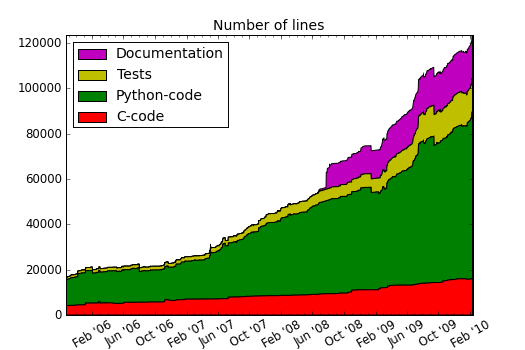 Number of lines
120000
100000
80000
60000
40000
20000
0
Documentation
Tests
Python-code
C-code
Feb '06
Jun '06
Oct '06
Feb '07
Jun '07
Oct '07
Feb '08
Jun '08
Oct '08
Feb '09
Jun '09
Oct '09
Feb '10